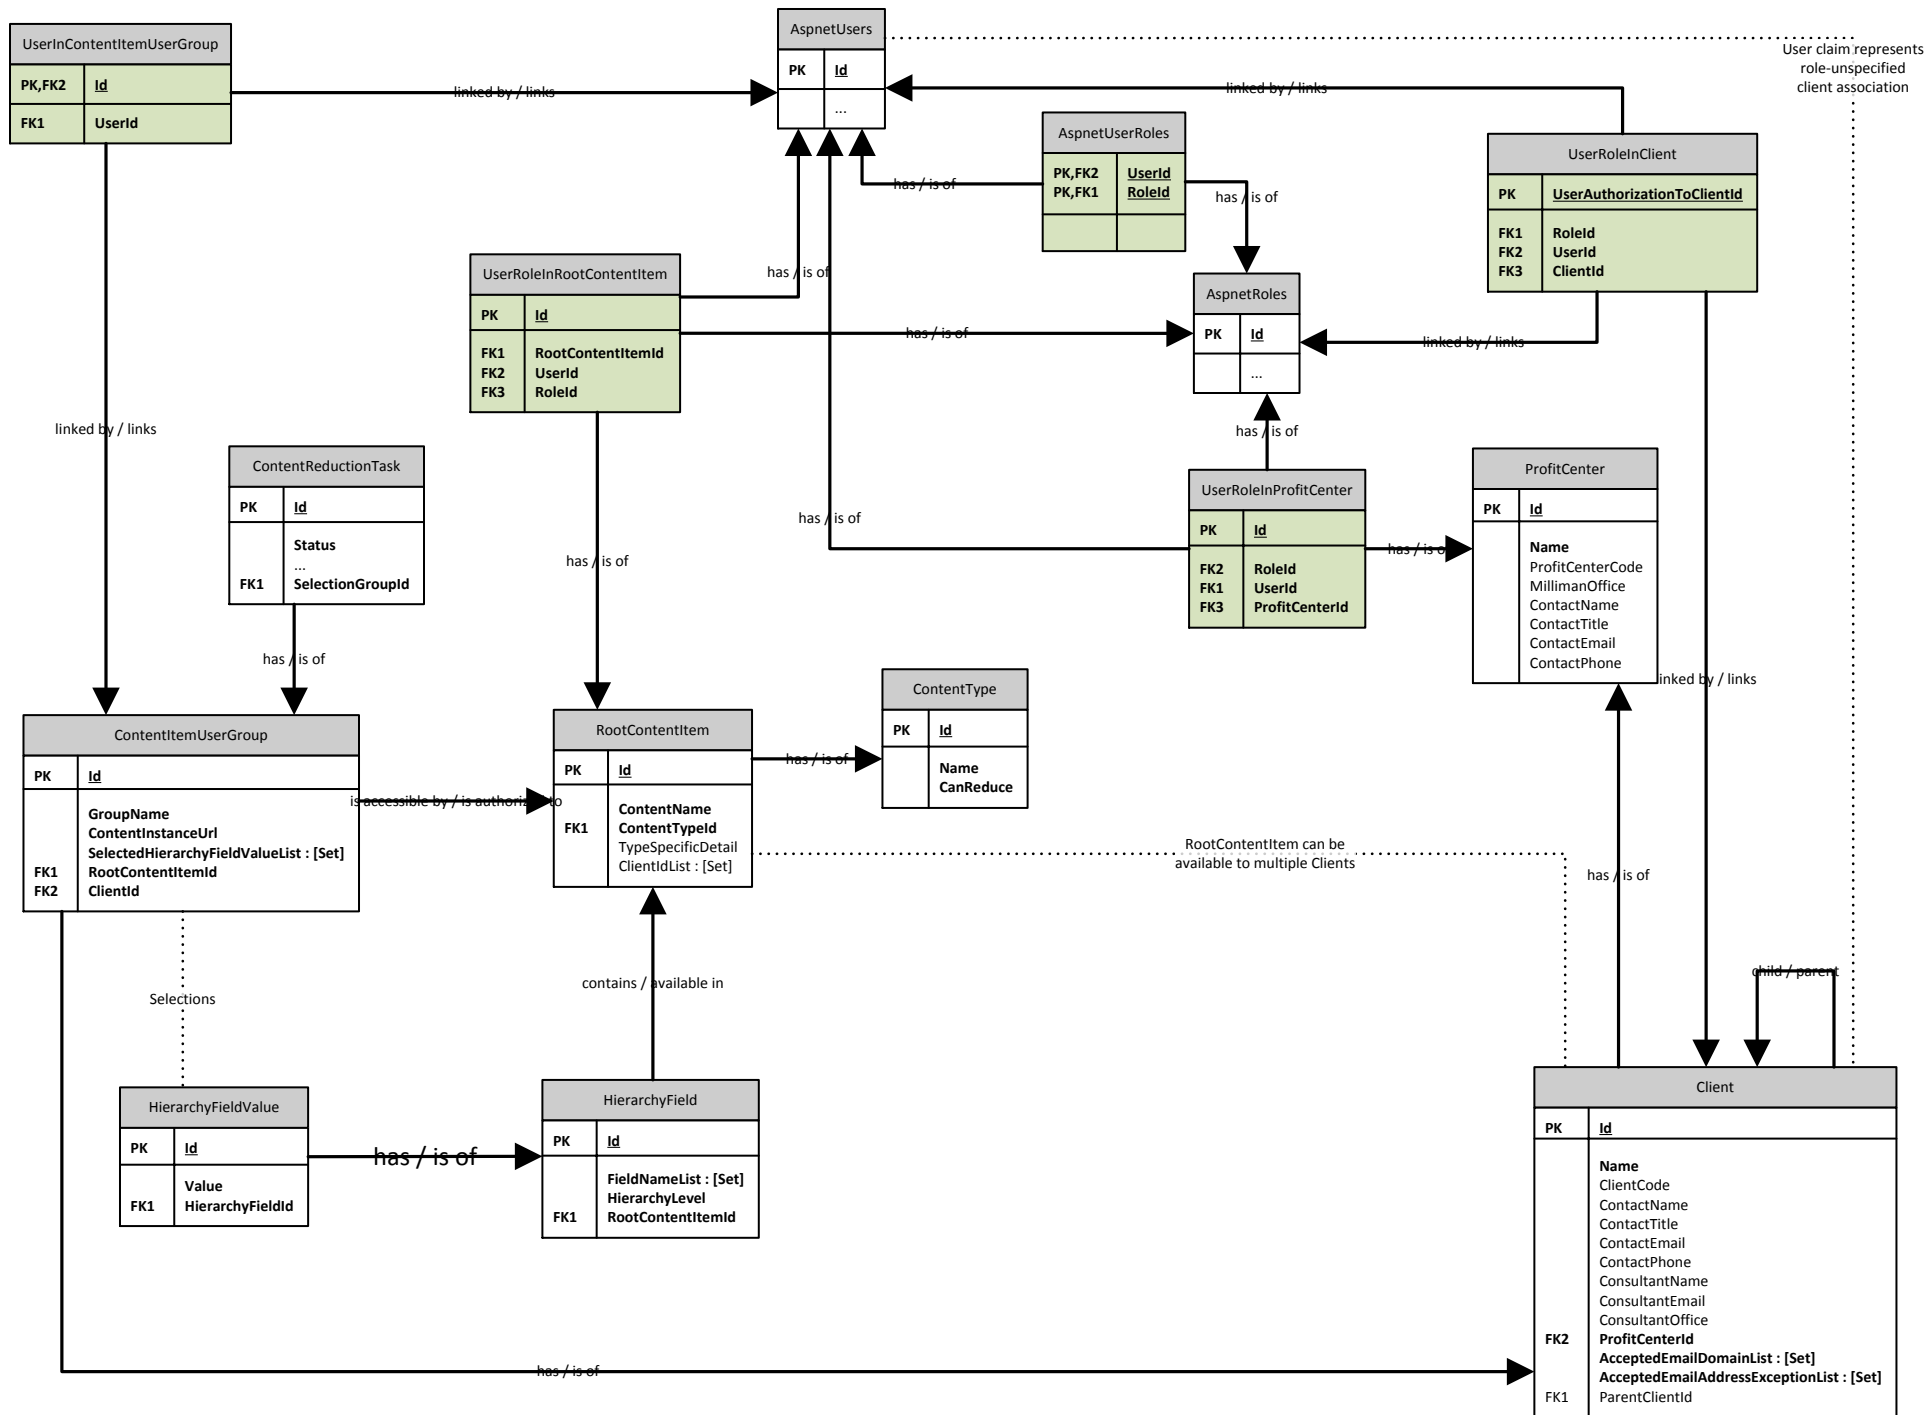 UserInContentItemUserGroup
PK,FK2 Id
FK1 UserId
AspnetUsers
PK Id
...
User claim represents
role-unspecified
client association
linked by / links
linked by / links
AspnetUserRoles
PK,FK2 UserId
PK,FK1 RoleId
has / is of
has / is of
UserRoleInClient
PK UserAuthorizationToClientId
FK1 RoleId
FK2 UserId
FK3 ClientId
UserRoleInRootContentItem
PK Id
FK1 RootContentItemId
FK2 UserId
FK3 RoleId
has / is of
has / is of
AspnetRoles
PK Id
...
linked by / links
linked by / links
has / is of
ContentReductionTask
PK Id
Status
...
FK1 SelectionGroupId
UserRoleInProfitCenter
PK Id
FK2 RoleId
FK1 UserId
FK3 ProfitCenterId
has / is of
has / is of
has / is of
ProfitCenter
PK Id
Name
ProfitCenterCode
MillimanOffice
ContactName
ContactTitle
ContactEmail
ContactPhone
has / is of
linked by / links
ContentItemUserGroup
PK Id
GroupName
ContentInstanceUrl
SelectedHierarchyFieldValueList : [Set]
FK1 RootContentItemId
FK2 ClientId
is accessible by / is authorized to
RootContentItem
PK Id
ContentName
FK1 ContentTypeId
TypeSpecificDetail
ClientIdList : [Set]
has / is of
ContentType
PK Id
Name
CanReduce
RootContentItem can be
available to multiple Clients
has / is of
Selections
contains / available in
child / parent
HierarchyFieldValue
PK Id
Value
FK1 HierarchyFieldId
has / is of
HierarchyField
PK Id
FieldNameList : [Set]
HierarchyLevel
FK1 RootContentItemId
Client
PK Id
Name
ClientCode
ContactName
ContactTitle
ContactEmail
ContactPhone
ConsultantName
ConsultantEmail
ConsultantOffice
FK2 ProfitCenterId
AcceptedEmailDomainList : [Set]
AcceptedEmailAddressExceptionList : [Set]
FK1 ParentClientId
has / is of